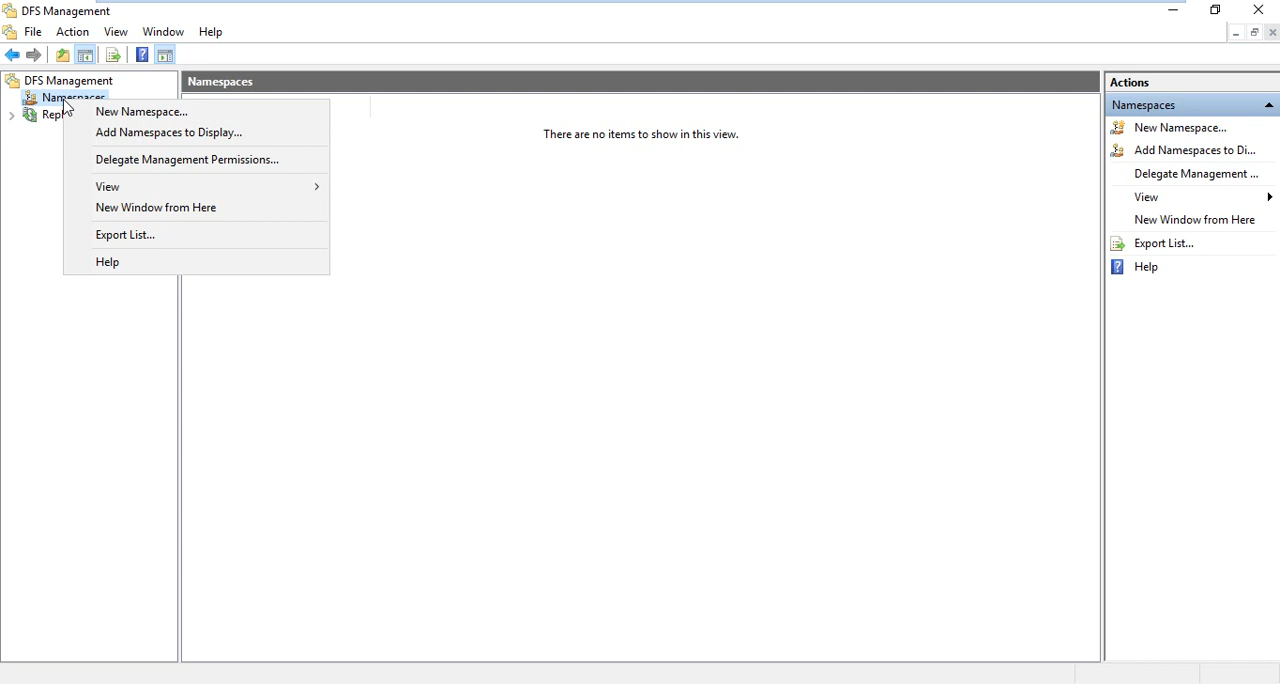 DFS Management
File Action View Window Help
DFS Management
Namespaces
Rep
New Namespace...
Add Namespaces to Display...
Delegate Management Permissions...
View
New Window from Here
Export List...
Help
Namespaces
There are no items to show in this view.
Actions
Namespaces
New Namespace...
Add Namespaces to Di...
Delegate Management ...
View
New Window from Here
Export List...
Help